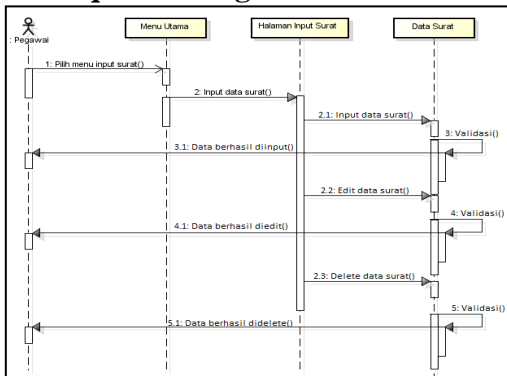 : Pegawai
Menu Utama
Halaman Input Surat
Data Surat
1: Pilih menu input surat()
2: Input data surat()
2.1: Input data surat()
3: Validasi()
3.1: Data berhasil diinput()
2.2: Edit data surat()
4: Validasi()
4.1: Data berhasil diedit()
2.3: Delete data surat()
5: Validasi()
5.1: Data berhasil didelete()